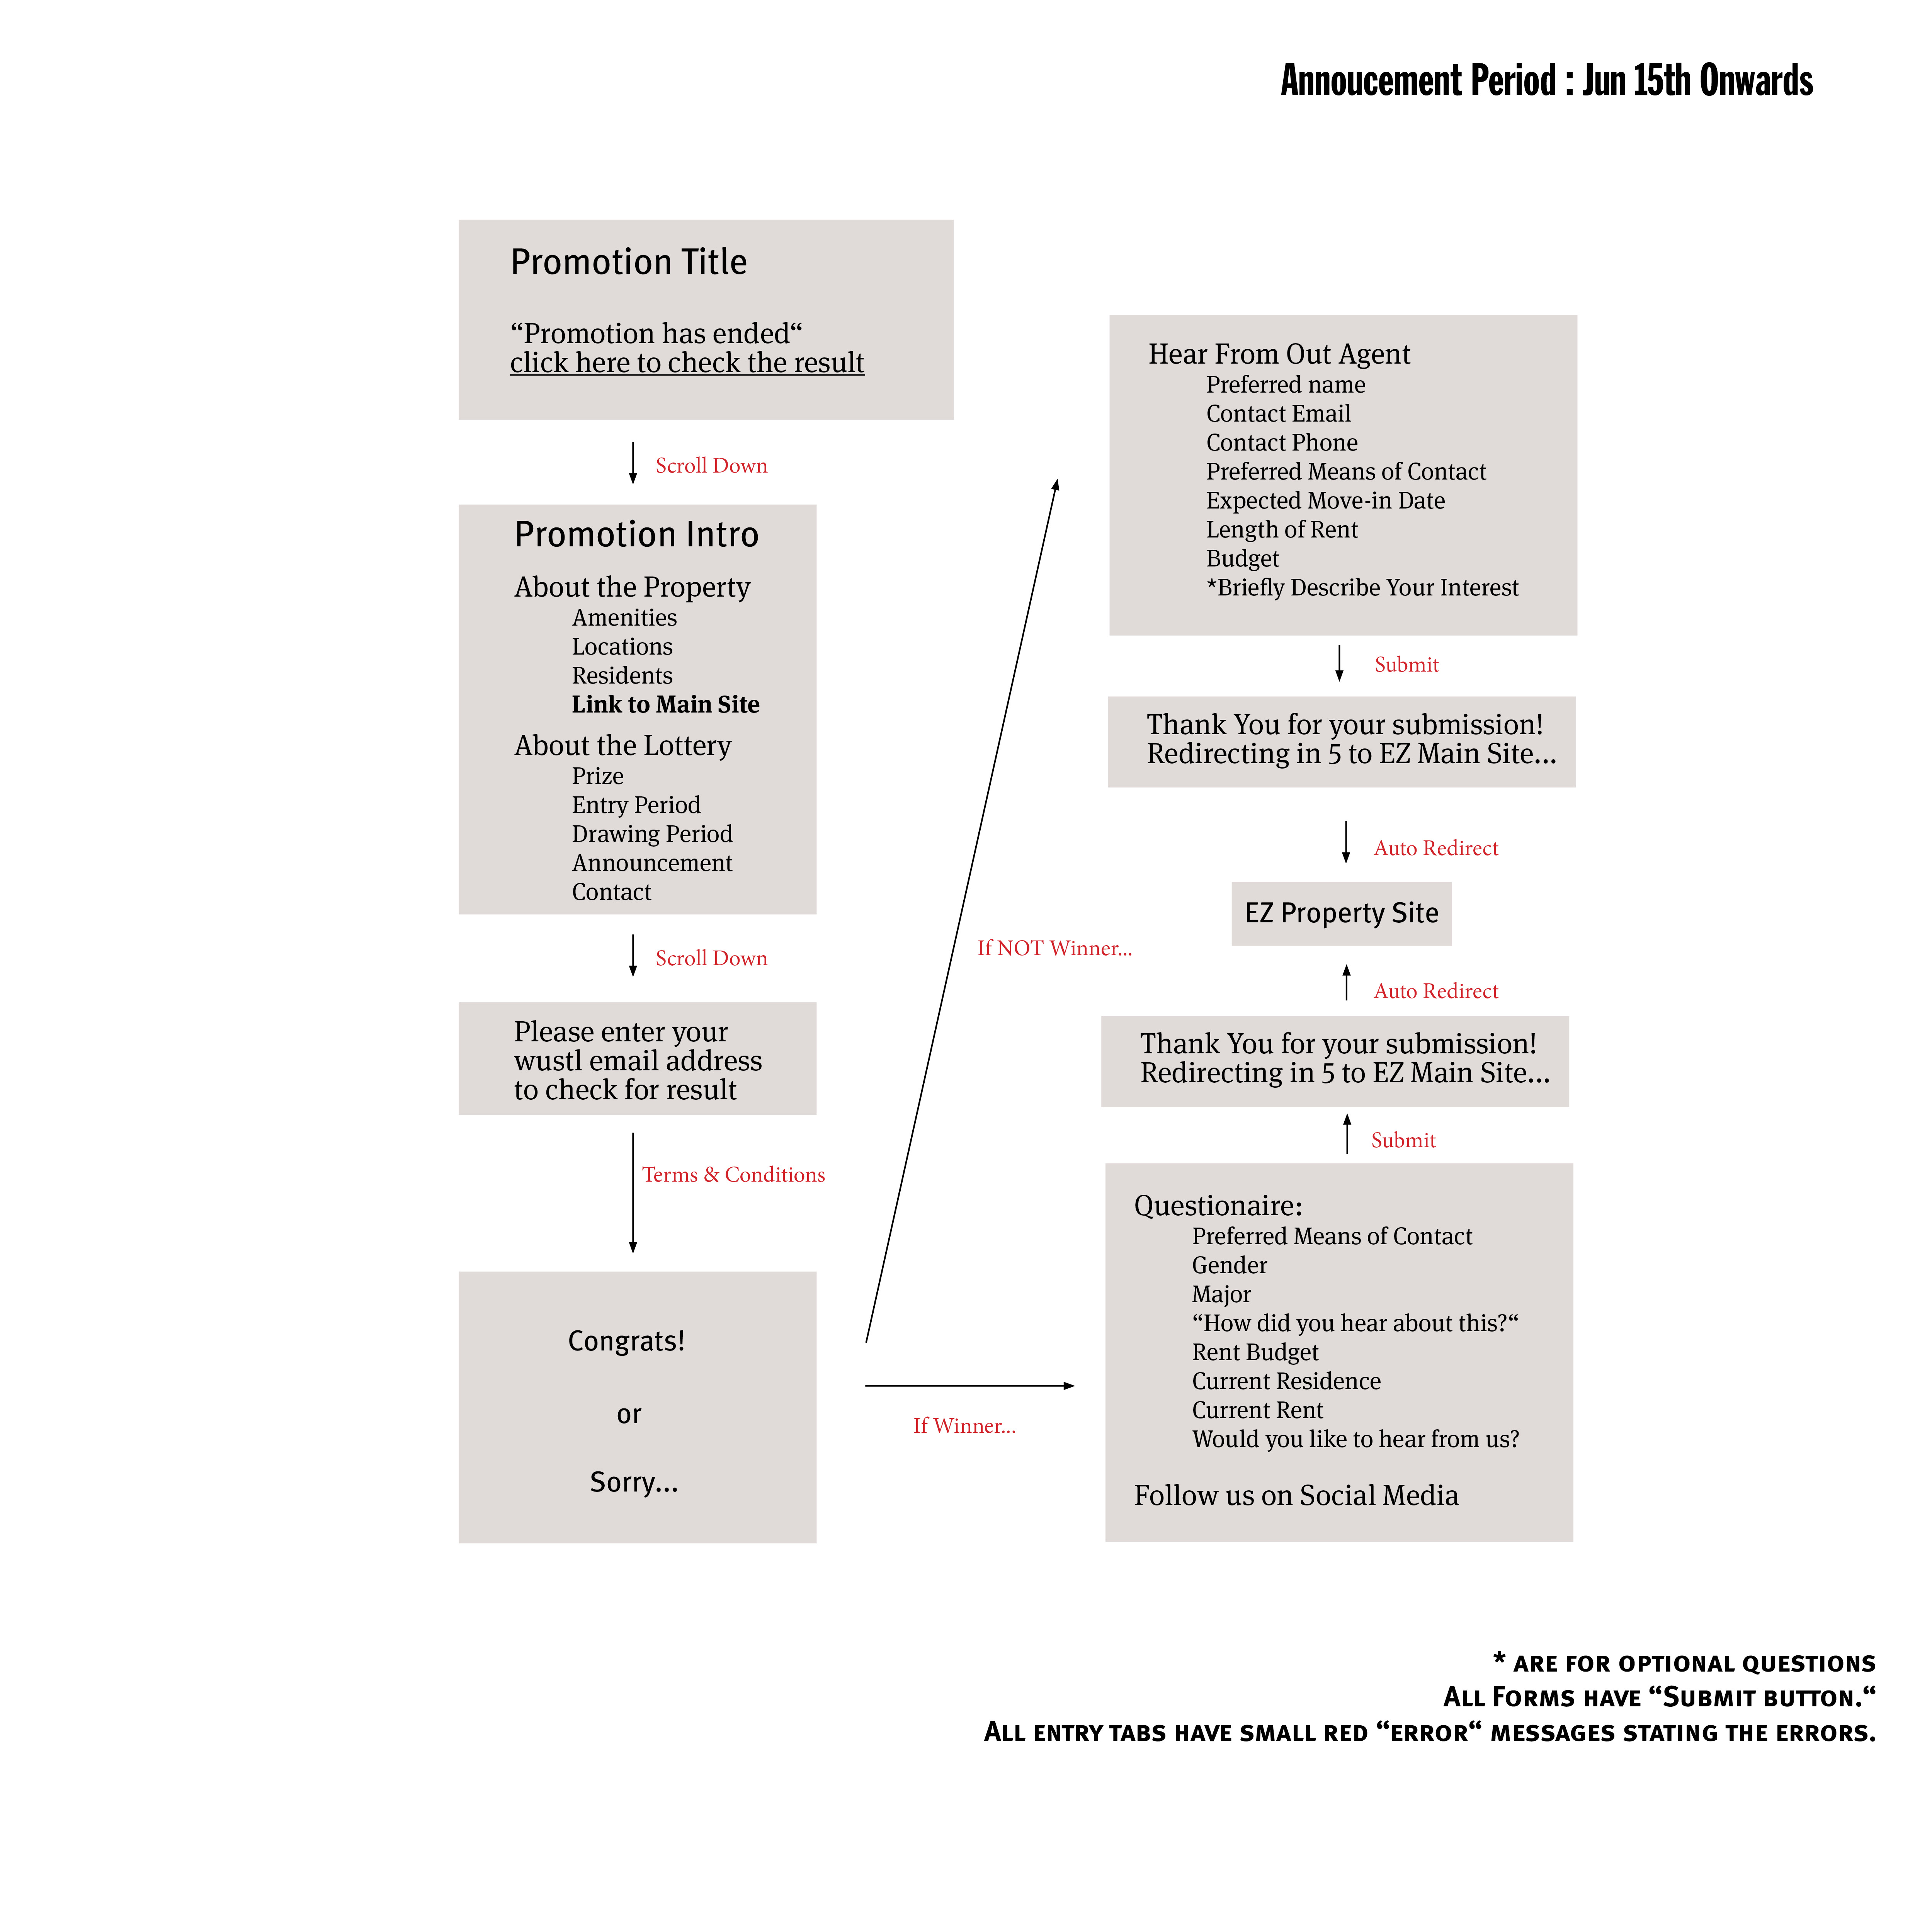 Annoucement Period : Jun 15th Onwards
Promotion Title
“Promotion has ended“
click here to check the result
Scroll Down
Promotion Intro
About the Property
Amenities
Locations
Residents
Link to Main Site
About the Lottery
Prize
Entry Period
Drawing Period
Announcement
Contact
Scroll Down
Please enter your
wustl email address
to check for result
Terms & Conditions
Congrats!
or
Sorry...
If NOT Winner...
If Winner...
Hear From Out Agent
Preferred name
Contact Email
Contact Phone
Preferred Means of Contact
Expected Move-in Date
Length of Rent
Budget
*Briefly Describe Your Interest
Submit
Thank You for your submission!
Redirecting in 5 to EZ Main Site...
Auto Redirect
EZ Property Site
Auto Redirect
Thank You for your submission!
Redirecting in 5 to EZ Main Site...
Submit
Questionaire:
Preferred Means of Contact
Gender
Major
“How did you hear about this?“
Rent Budget
Current Residence
Current Rent
Would you like to hear from us?
Follow us on Social Media
* are for optional questions
All Forms have “Submit button.“
All entry tabs have small red “error“ messages stating the errors.